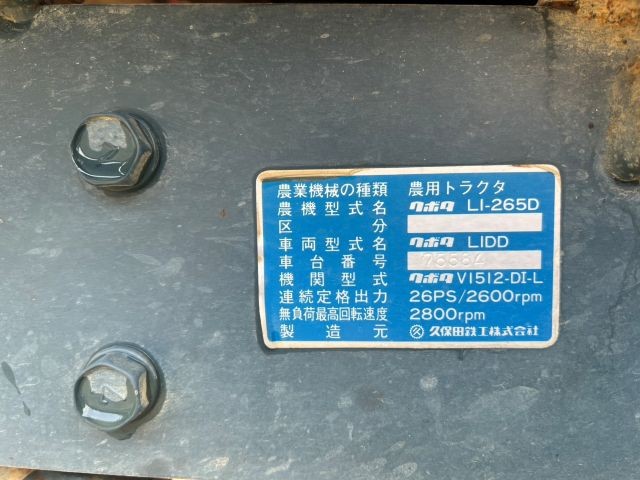 農業機械の種類 農用トラクタ
農機型式名 クボタ L1-265D
区分
車両型式名 クボタ L1DD
車台番号
機関型式 クボタ V1512-DI-L
連続定格出力 26PS/2600rpm
無負荷最高回転速度 2800rpm
製造元 久保田鉄工株式会社